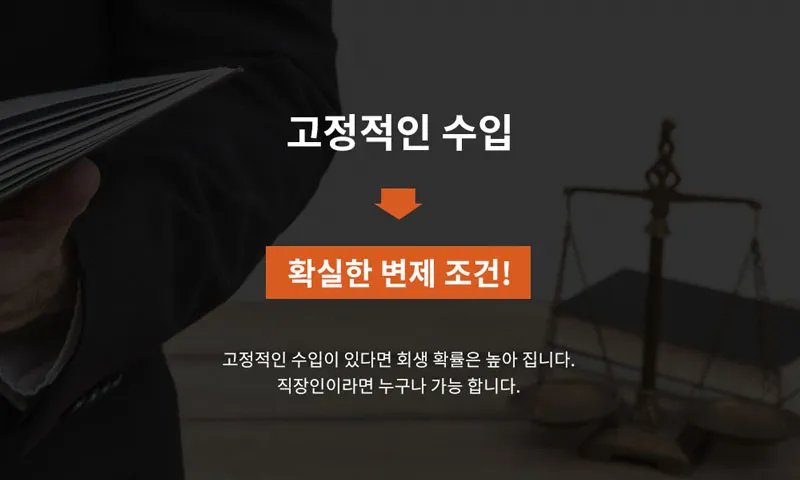 고정적인 수입
확실한 변제 조건!
고정적인 수입이 있다면 회생 확률은 높아 집니다.
직장인이라면 누구나 가능 합니다.